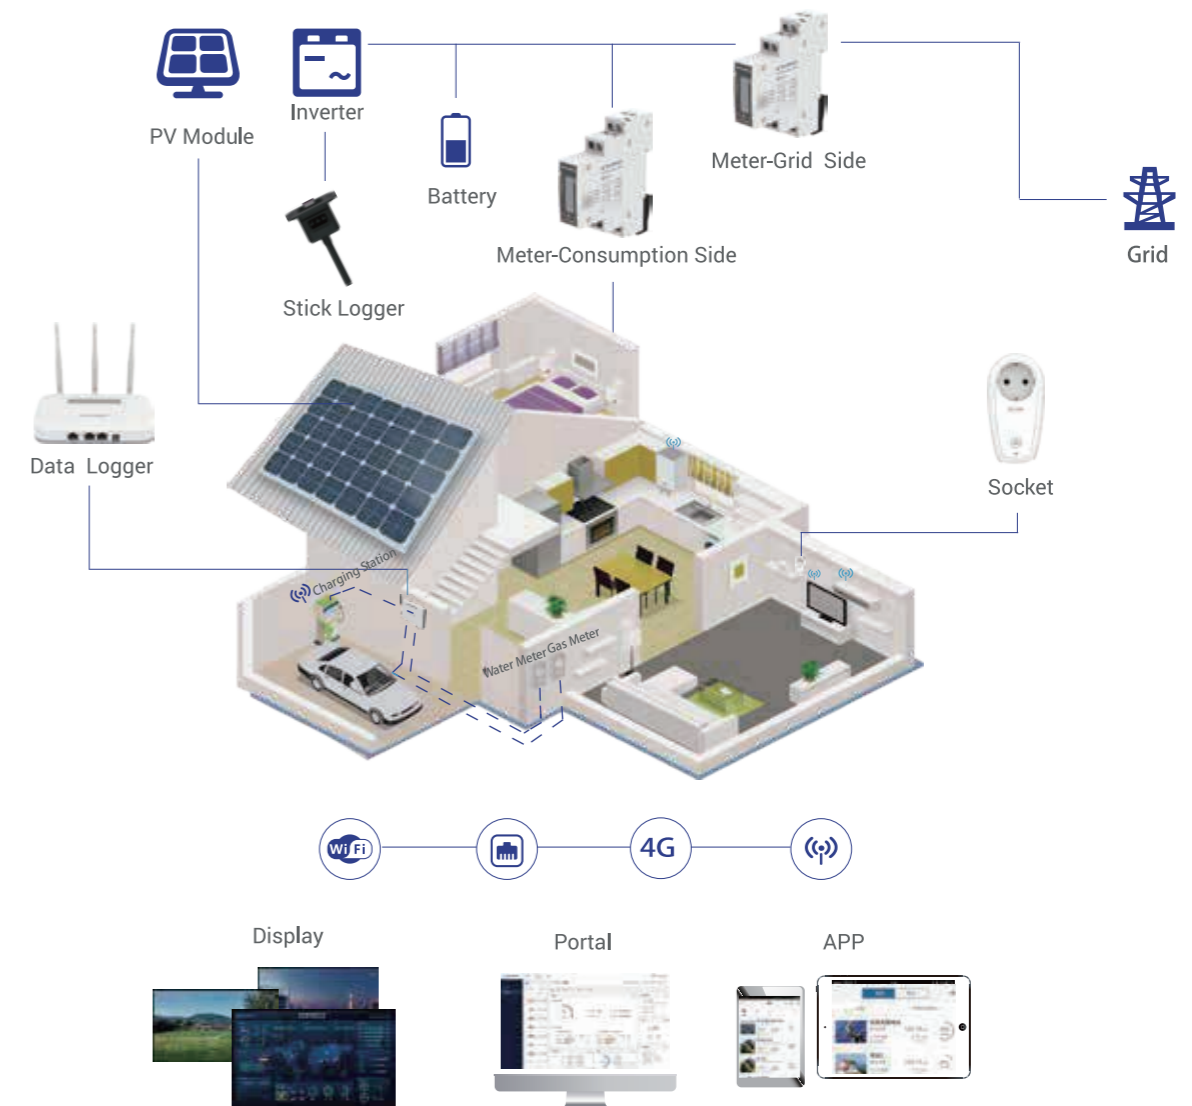 Inverter
PV Module
Battery
Meter-Grid Side
Meter-Consumption Side
Grid
Stick Logger
Data Logger
Socket
Charging Station
Water Meter
Gas Meter
Wi Fi
4G
Display
Portal
APP